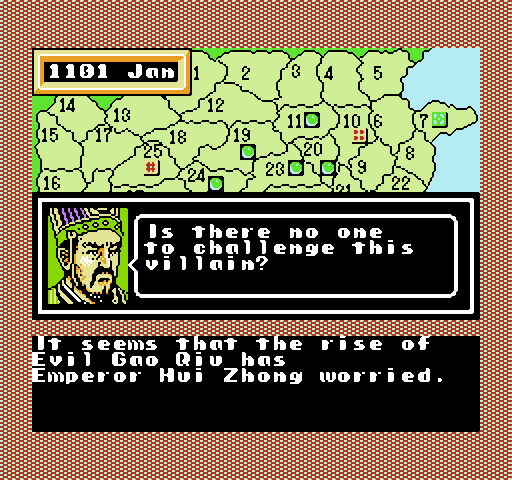 1101 Jan
1 2 3 4 5
14 13 12 11 10 6 7
15 17 18 19 20 8
25 23 9
16 24 21 22
Is there no one
to challenge this
villain?
It seems that the rise of
Evil Gao Qiu has
Emperor Hui Zhong worried.